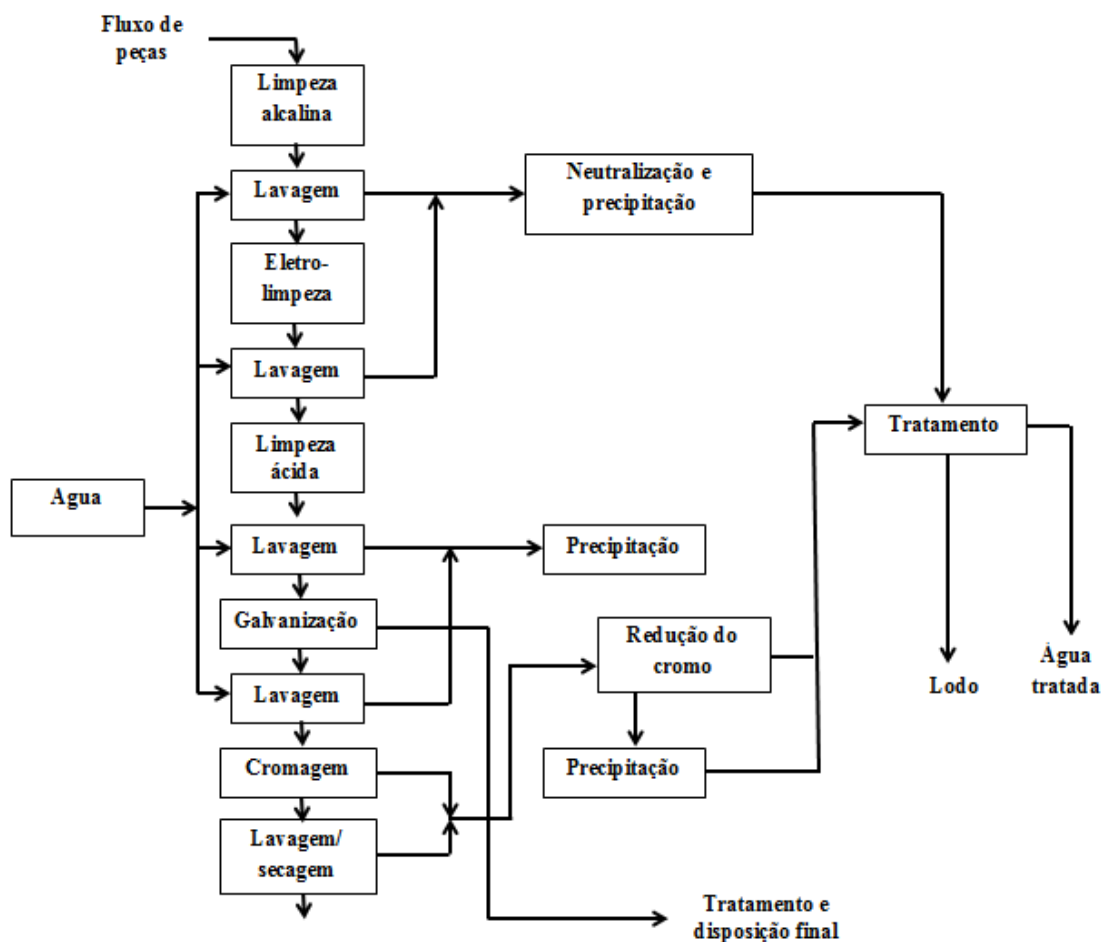 Fluxo de
peças
Limpeza
alcalina
Lavagem
Neutralização e
precipitação
Eletro-
limpeza
Lavagem
Tratamento
Limpeza
ácida
Agua
Lavagem
Precipitação
Galvanização
Redução do
cromo
Lavagem
Lodo
Água
tratada
Cromagem
Precipitação
Lavagem/
secagem
Tratamento e
disposição final